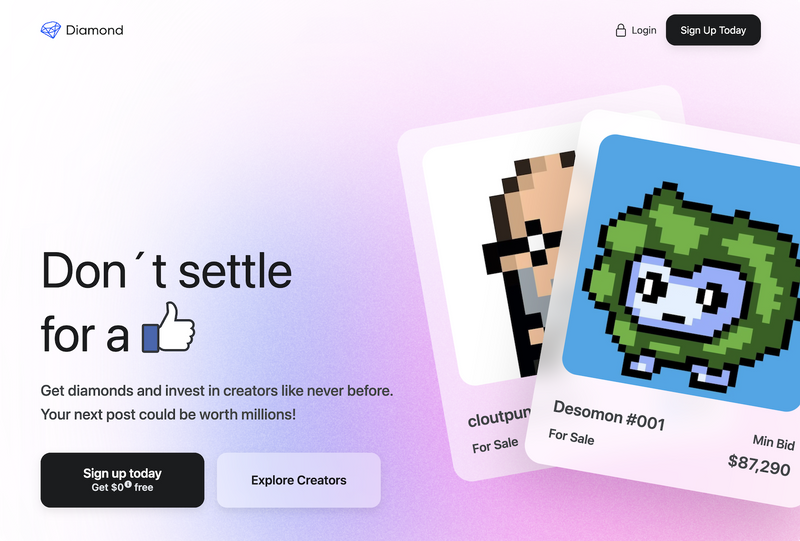 Diamond
Login
Sign Up Today
Don´t settle
for a
Get diamonds and invest in creators like never before.
Your next post could be worth millions!
Sign up today
Get $0 free
Explore Creators
For Sale
Desomon #001
For Sale
Min Bid
$87,290